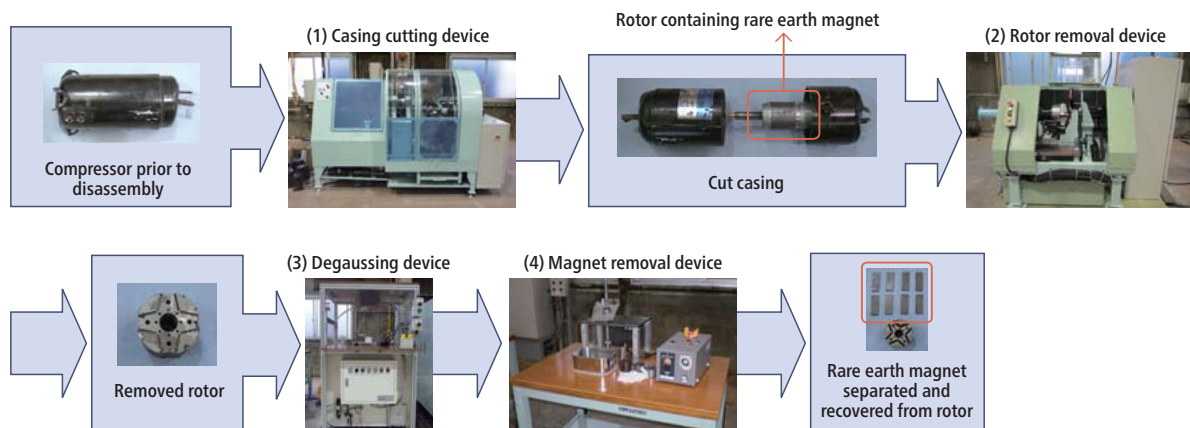 Rotor containing rare earth magnet
(1) Casing cutting device
(2) Rotor removal device
Compressor prior to
disassembly
Cut casing
(3) Degaussing device
(4) Magnet removal device
Removed rotor
Rare earth magnet
separated and
recovered from rotor